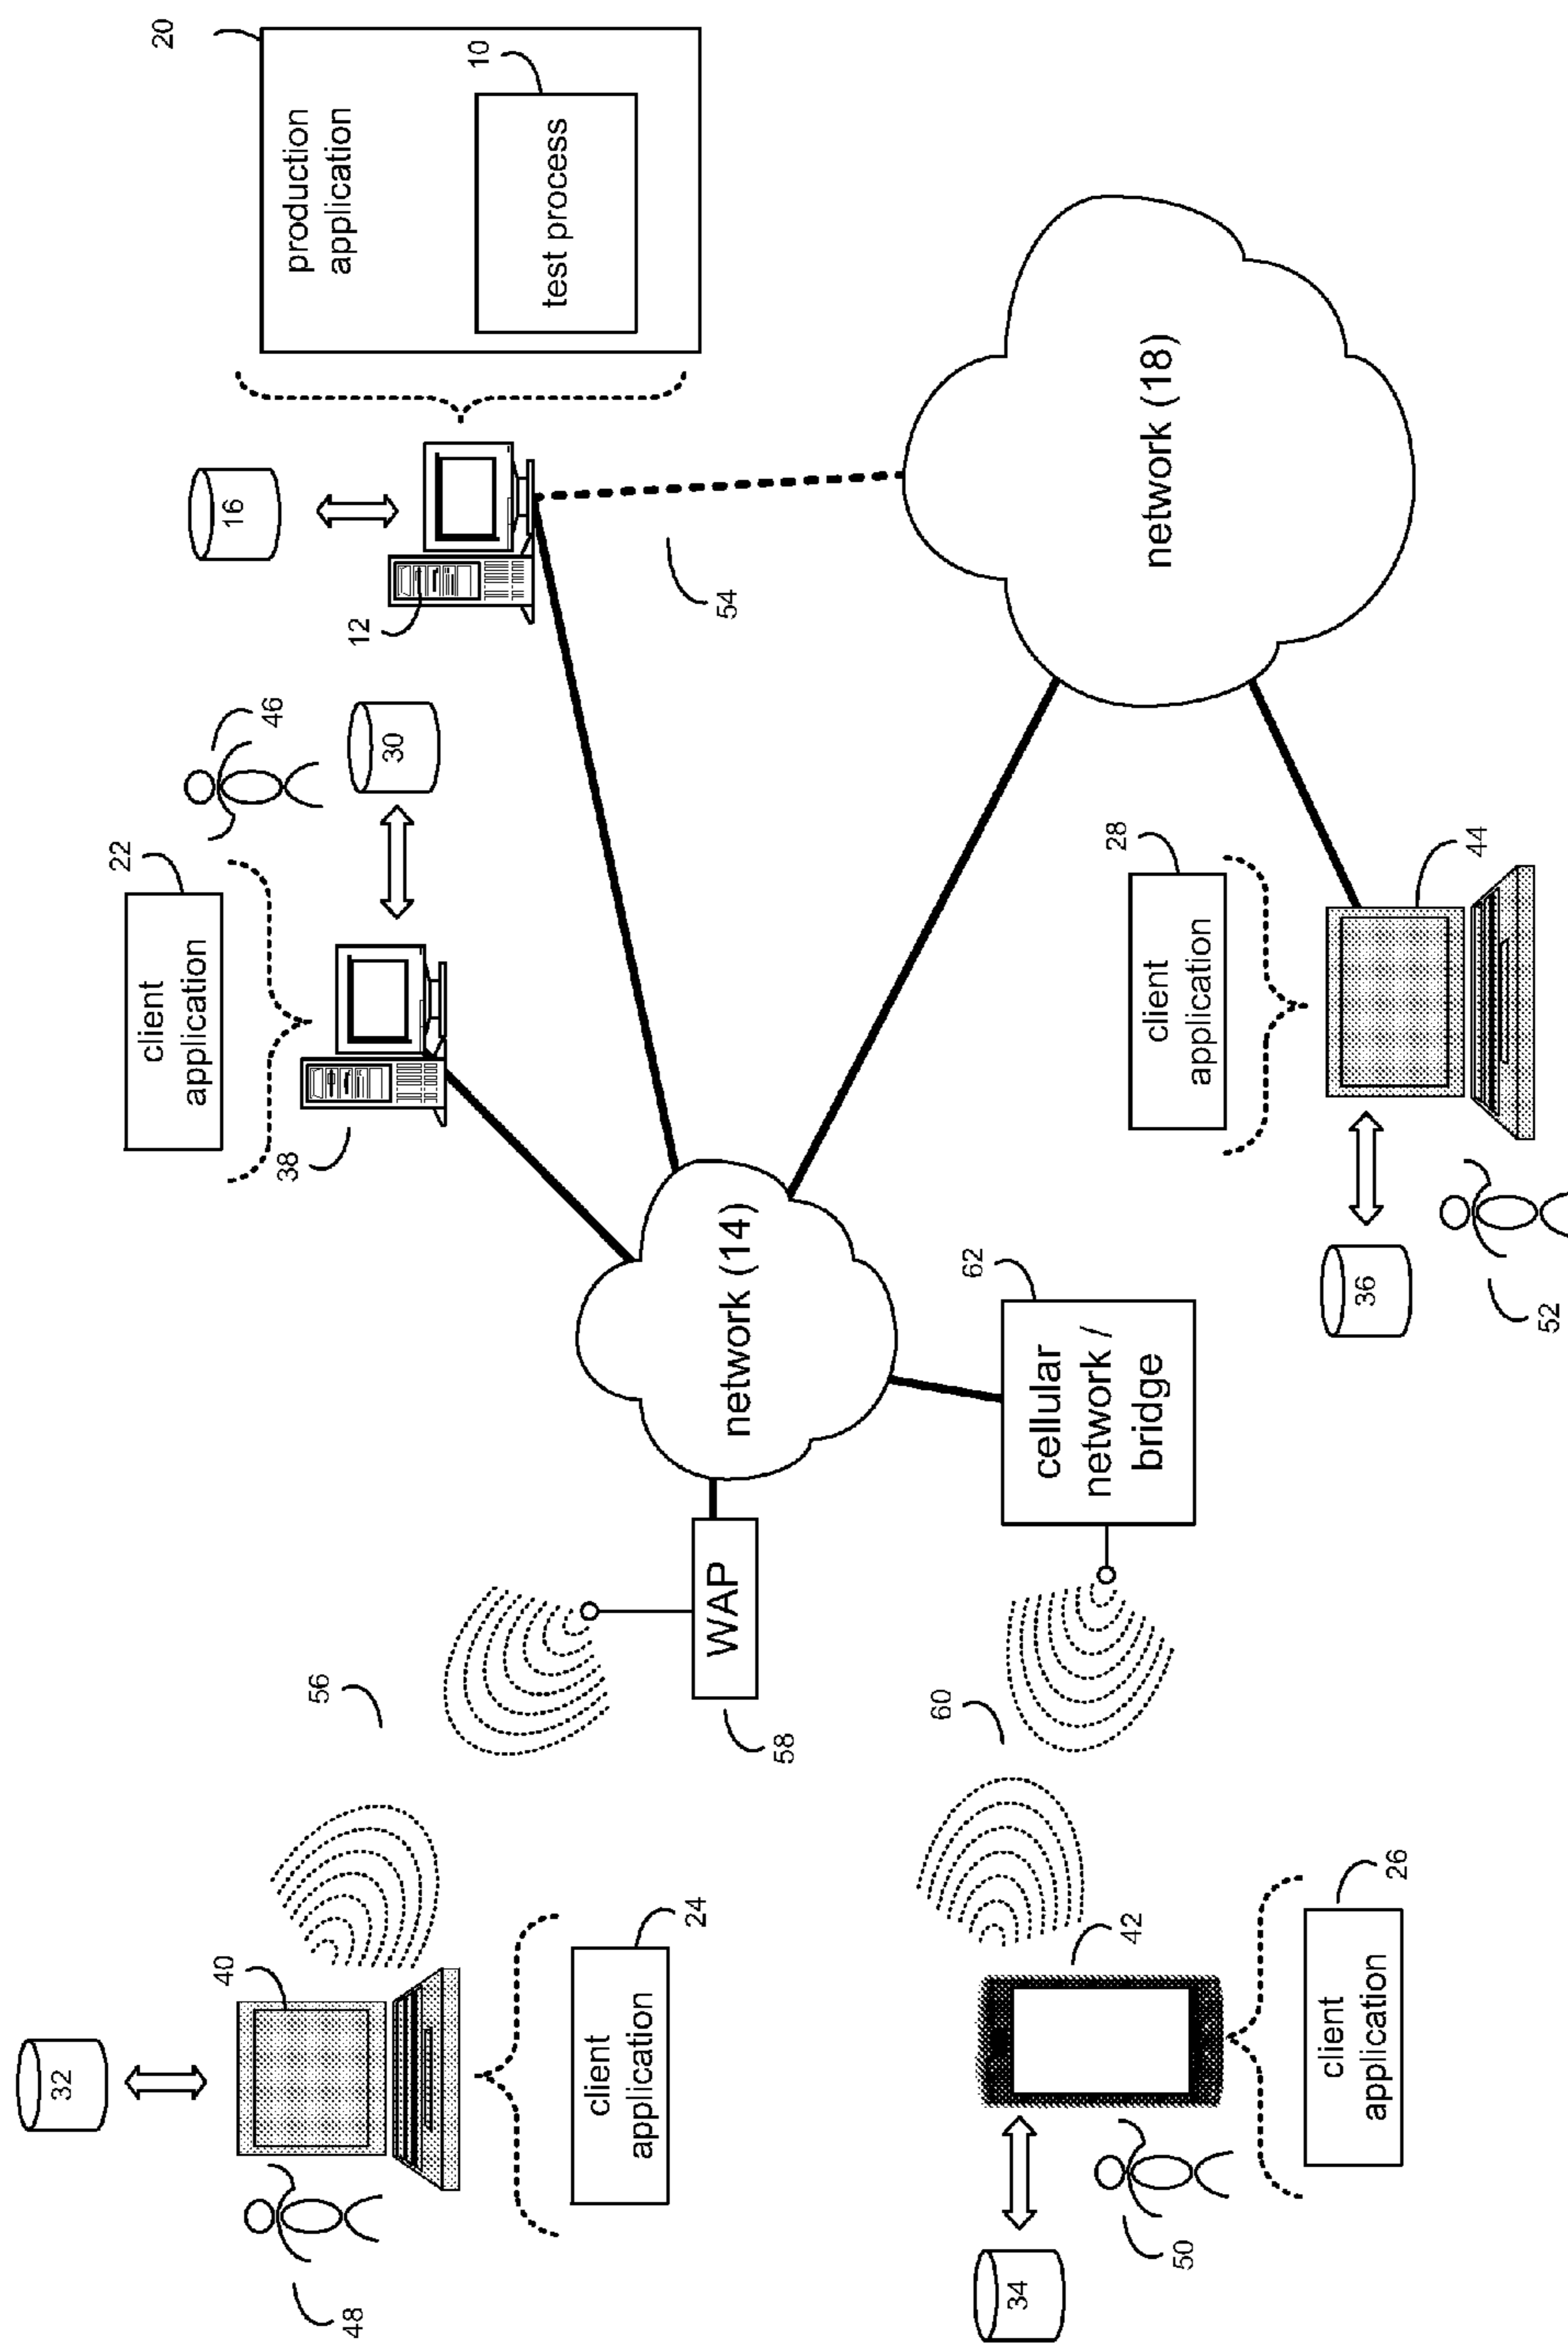 32
40
48
client
application
24
56
WAP
58
client
application
22
38
46
30
16
12
production
application
20
test process
10
54
network (14)
network (18)
cellular
network /
bridge
62
60
34
42
50
client
application
26
client
application
28
44
36
52